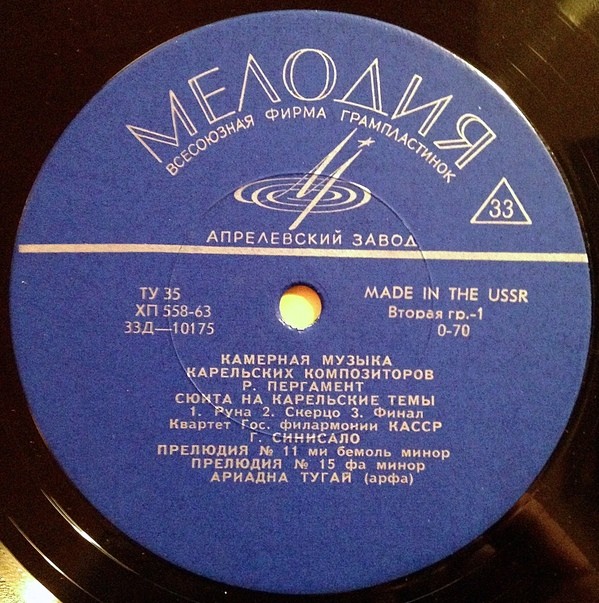 МЕЛОДИЯ
ВСЕСОЮЗНАЯ ФИРМА ГРАМПЛАСТИНОК
33
АПРЕЛЕВСКИЙ ЗАВОД
ТУ 35
ХП 558-63
33Д—10175
MADE IN THE USSR
Вторая гр.-1
0-70
КАМЕРНАЯ МУЗЫКА
КАРЕЛЬСКИХ КОМПОЗИТОРОВ
Р. ПЕРГАМЕНТ
СЮИТА НА КАРЕЛЬСКИЕ ТЕМЫ
1. Руна 2. Скерцо 3. Финал
Квартет Гос. филармонии КАССР
Г. СИНИСАЛО
ПРЕЛЮДИЯ № 11 ми бемоль минор
ПРЕЛЮДИЯ № 15 фа минор
АРИАДНА ТУГАЙ (арфа)